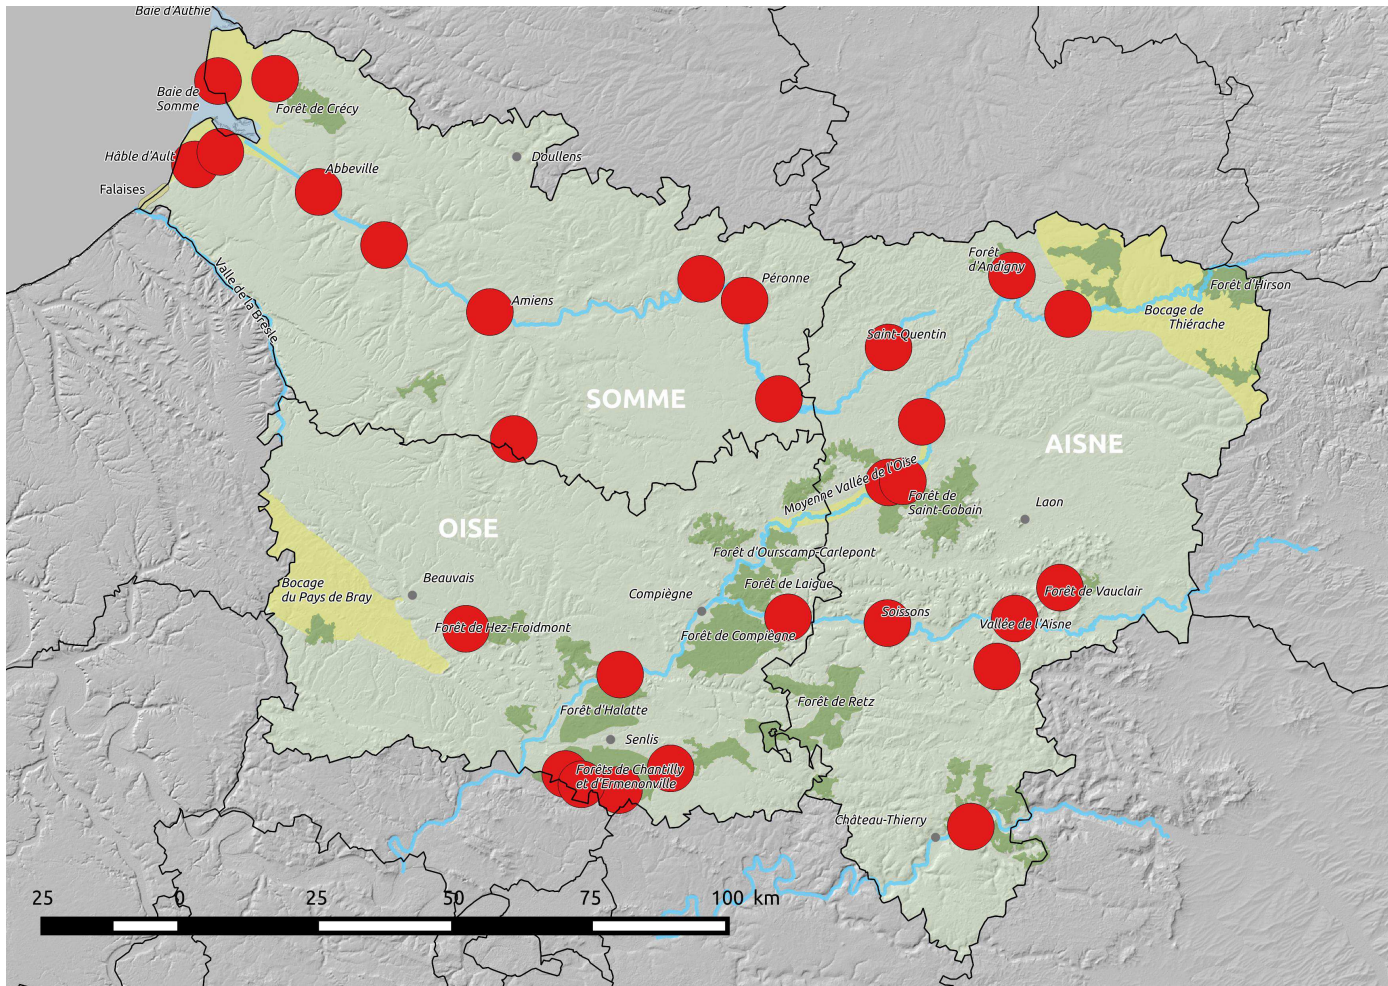 Baie d'Authie
Baie de
Somme
Forêt de Crécy
Hâble d'Ault
Abbeville
Doullens
Falaises
Valle de la Bresle
Amiens
Péronne
Forêt
d'Andigny
Forêt d'Hirson
Bocage de
Thiérache
Saint-Quentin
SOMME
AISNE
Moyenne Vallée de l'Oise
Forêt de
Saint-Gobain
Laon
OISE
Forêt d'Ourscamp-Carlepont
Bocage
du Pays de Bray
Beauvais
Compiègne
Forêt de Laigue
Forêt de Vauclair
Soissons
Vallée de l'Aisne
Forêt de Hez-Froidmont
Forêt de Compiègne
Forêt de Retz
Forêt d'Halatte
Senlis
Forêts de Chantilly
et d'Ermenonville
Château-Thierry
25 0 25 50 75 100 km